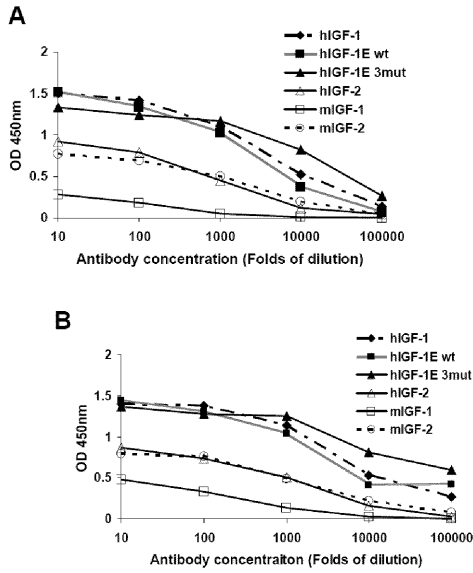 A
hIGF-1
hIGF-1E wt
hIGF-1E 3mut
hIGF-2
mIGF-1
mIGF-2
OD 450nm
2
1.5
1
0.5
0
10 100 1000 10000 100000
Antibody concentration (Folds of dilution)
B
hIGF-1
hIGF-1E wt
hIGF-1E 3mut
hIGF-2
mIGF-1
mIGF-2
OD 450nm
2
1.5
1
0.5
0
10 100 1000 10000 100000
Antibody concentraiton (Folds of dilution)